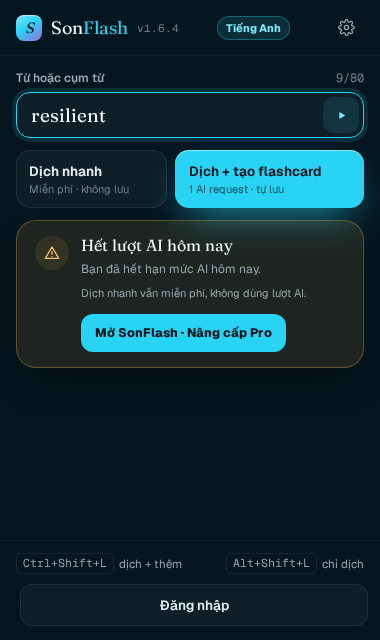 S SonFlash v1.6.4 Tiếng Anh
Từ hoặc cụm từ 9/80
resilient
Dịch nhanh
Miễn phí · không lưu
Dịch + tạo flashcard
1 AI request · tự lưu
Hết lượt AI hôm nay
Bạn đã hết hạn mức AI hôm nay.
Dịch nhanh vẫn miễn phí, không dùng lượt AI.
Mở SonFlash · Nâng cấp Pro
Ctrl+Shift+L dịch + thêm Alt+Shift+L chỉ dịch
Đăng nhập